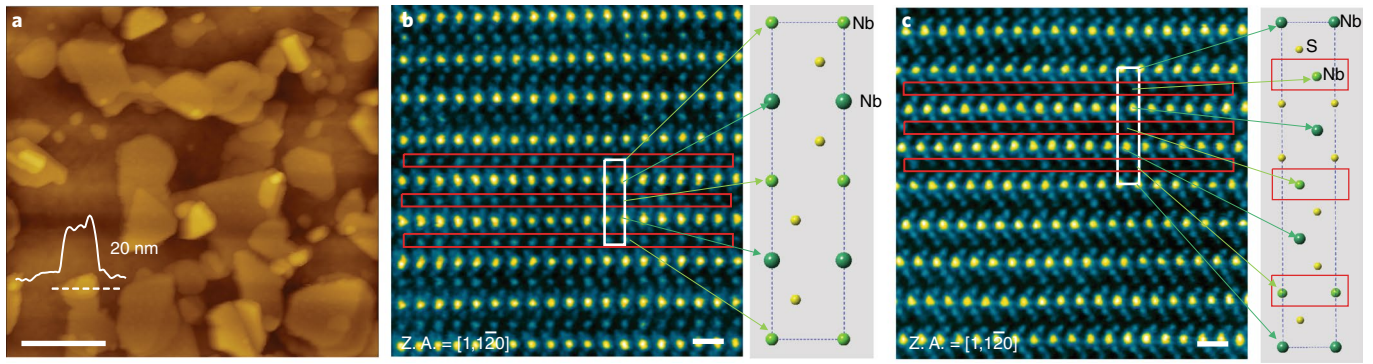 a
20 nm
b
Nb
Nb
Z. A. = [1,1̅20]
c
Nb
S
Nb
Z. A. = [1,1̅20]